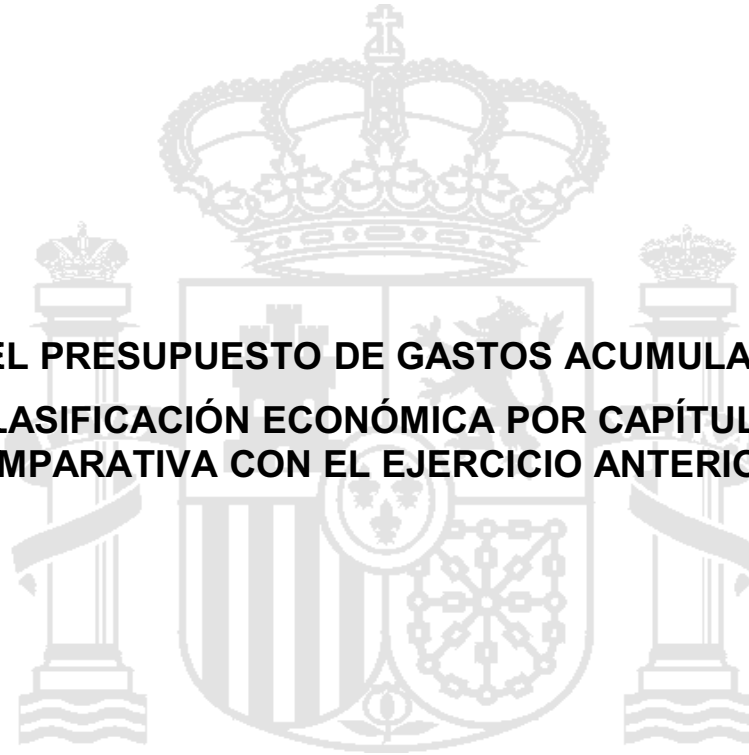 EL PRESUPUESTO DE GASTOS ACUMULA
LASIFICACIÓN ECONÓMICA POR CAPÍTUL
MPARATIVA CON EL EJERCICIO ANTERIO